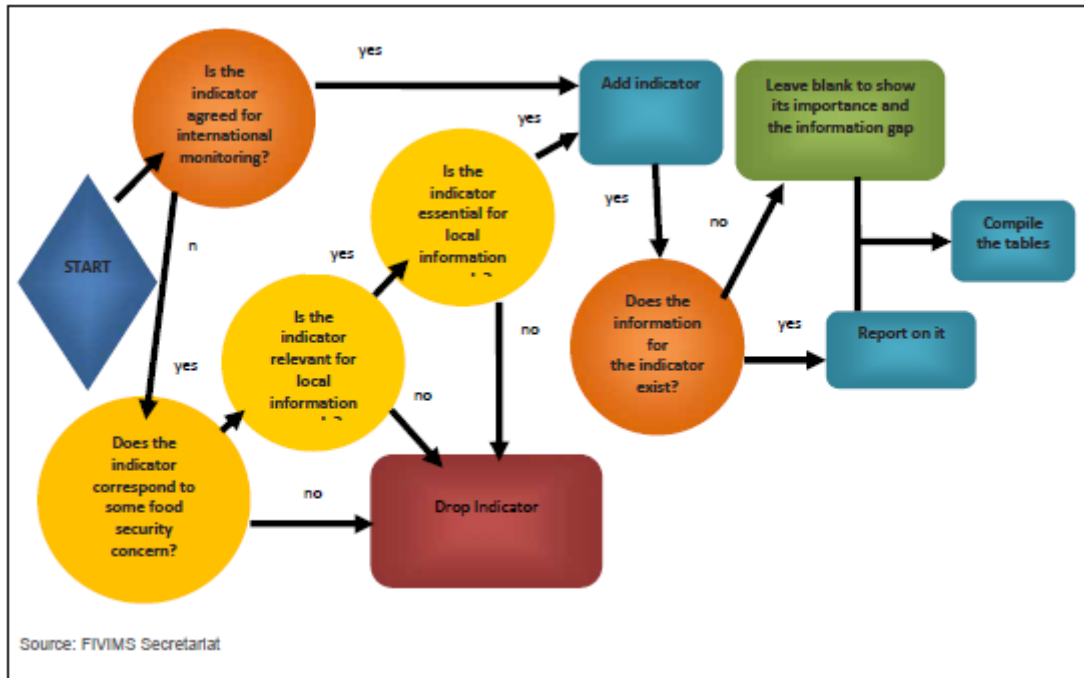 yes
Is the
indicator
agreed for
international
monitoring?
Add indicator
Leave blank to show
its importance and
the information gap
yes
Is the
indicator
essential for
local
information
yes
no
START
n
yes
Compile
the tables
Is the
indicator
relevant for
local
information
no
Does the
information
for
the indicator
exist?
yes
Report on it
yes
no
Does the
indicator
correspond to
some food
security
concern?
no
Drop Indicator
Source: FIVIMS Secretariat